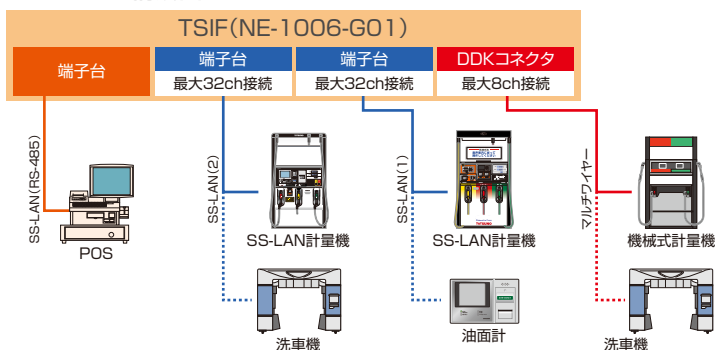 TSIF(NE-1006-G01)
端子台
端子台
最大32ch接続
端子台
最大32ch接続
DDKコネクタ
最大8ch接続
SS-LAN(RS-485)
POS
SS-LAN(2)
SS-LAN計量機
洗車機
SS-LAN(1)
SS-LAN計量機
油面計
マルチワイヤー
機械式計量機
洗車機